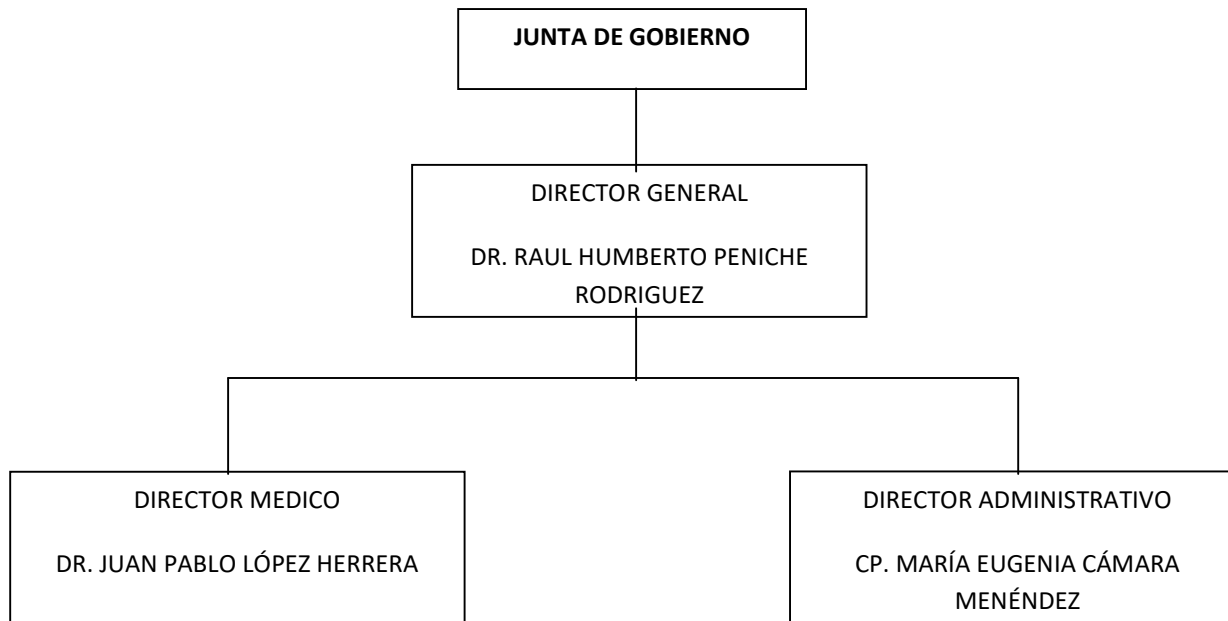 JUNTA DE GOBIERNO
DIRECTOR GENERAL
DR. RAUL HUMBERTO PENICHE
RODRIGUEZ
DIRECTOR MEDICO
DR. JUAN PABLO LÓPEZ HERRERA
DIRECTOR ADMINISTRATIVO
CP. MARÍA EUGENIA CÁMARA
MENÉNDEZ